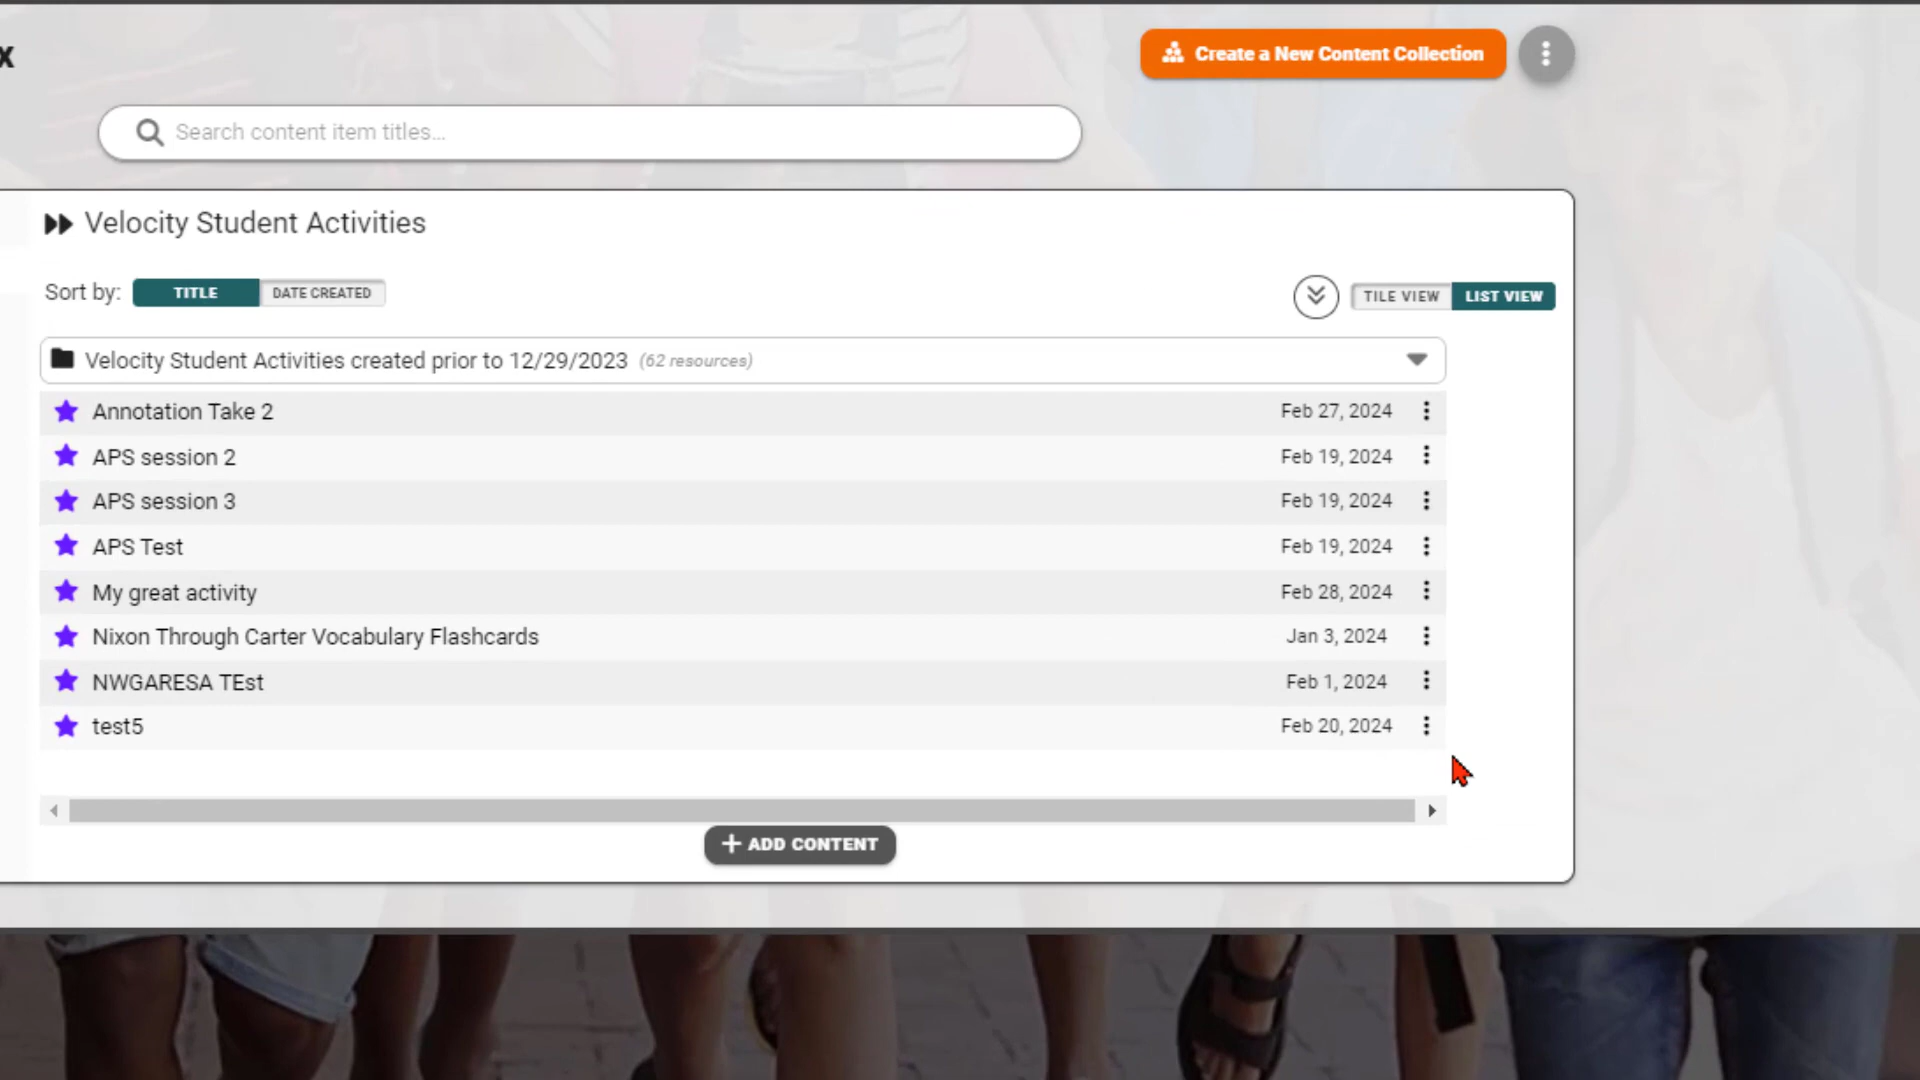 x
Create a New Content Collection
Search content item titles...
Velocity Student Activities
Sort by: TITLE DATE CREATED
TILE VIEW LIST VIEW
Velocity Student Activities created prior to 12/29/2023 (62 resources)
Annotation Take 2 Feb 27, 2024
APS session 2 Feb 19, 2024
APS session 3 Feb 19, 2024
APS Test Feb 19, 2024
My great activity Feb 28, 2024
Nixon Through Carter Vocabulary Flashcards Jan 3, 2024
NWGARESA TEst Feb 1, 2024
test5 Feb 20, 2024
+ ADD CONTENT